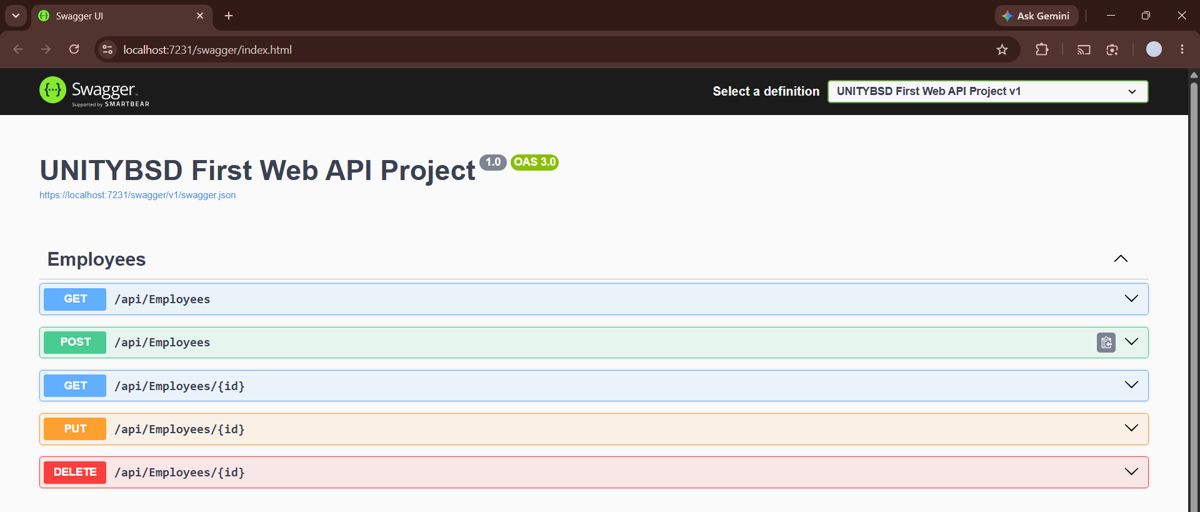 Swagger UI
Ask Gemini
localhost:7231/swagger/index.html
Swagger.
Supported by SMARTBEAR
Select a definition
UNITYBSD First Web API Project v1
UNITYBSD First Web API Project 1.0 OAS 3.0
https://localhost:7231/swagger/v1/swagger.json
Employees
GET /api/Employees
POST /api/Employees
GET /api/Employees/{id}
PUT /api/Employees/{id}
DELETE /api/Employees/{id}